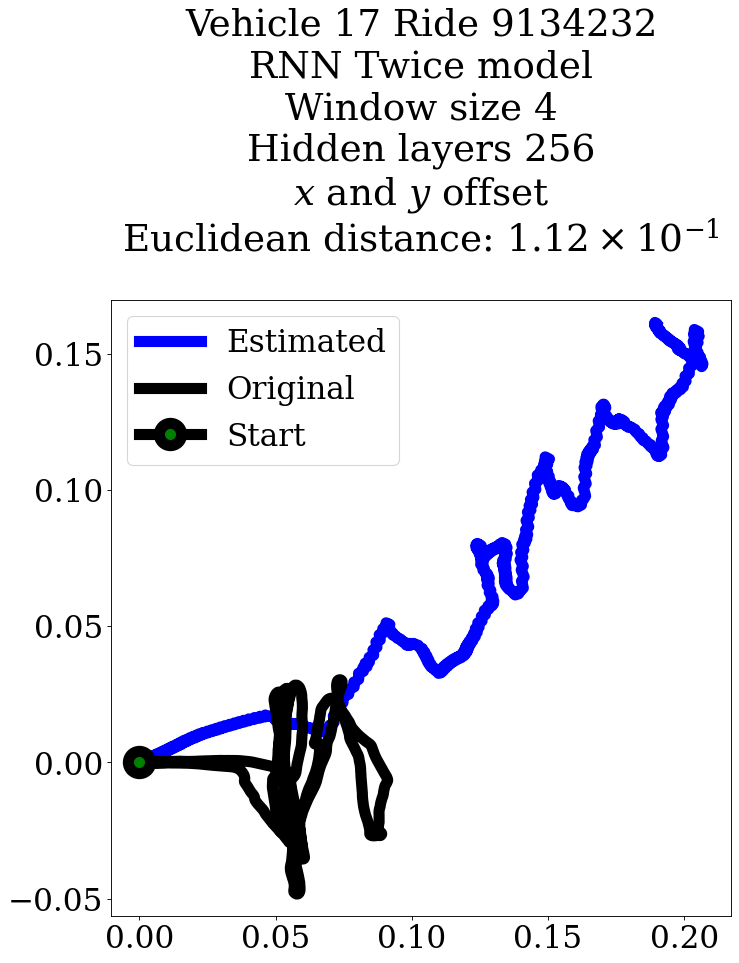 Vehicle 17 Ride 9134232
RNN Twice model
Window size 4
Hidden layers 256
x and y offset
Euclidean distance: 1.12 × 10⁻¹
Estimated
Original
Start
0.15
0.10
0.05
0.00
−0.05
0.00 0.05 0.10 0.15 0.20